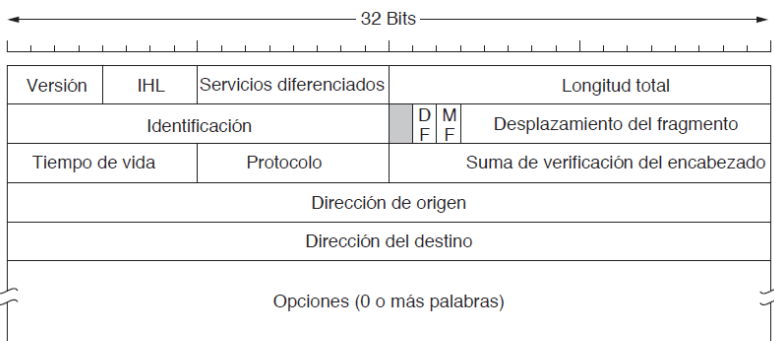 32 Bits
Versión IHL Servicios diferenciados Longitud total
Identificación D F M F Desplazamiento del fragmento
Tiempo de vida Protocolo Suma de verificación del encabezado
Dirección de origen
Dirección del destino
Opciones (0 o más palabras)